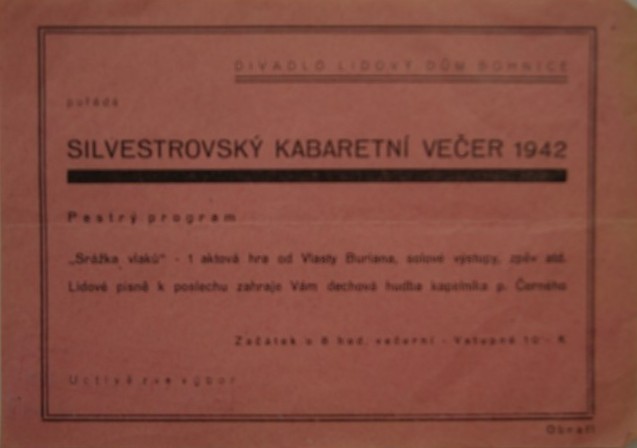 DIVADLO LIDOVÝ DŮM BOHNICE
pořádá
SILVESTROVSKÝ KABARETNÍ VEČER 1942
Pestrý program
„Srážka vlaků" - 1 aktová hra od Vlasty Buriana, solové výstupy, zpěv atd.
Lidové písně k poslechu zahraje Vám dechová hudba kapelníka p. Černého
Začátek o 8 hod. večerní - Vstupné 10·- K
Uctivě zve výbor
Obraťl